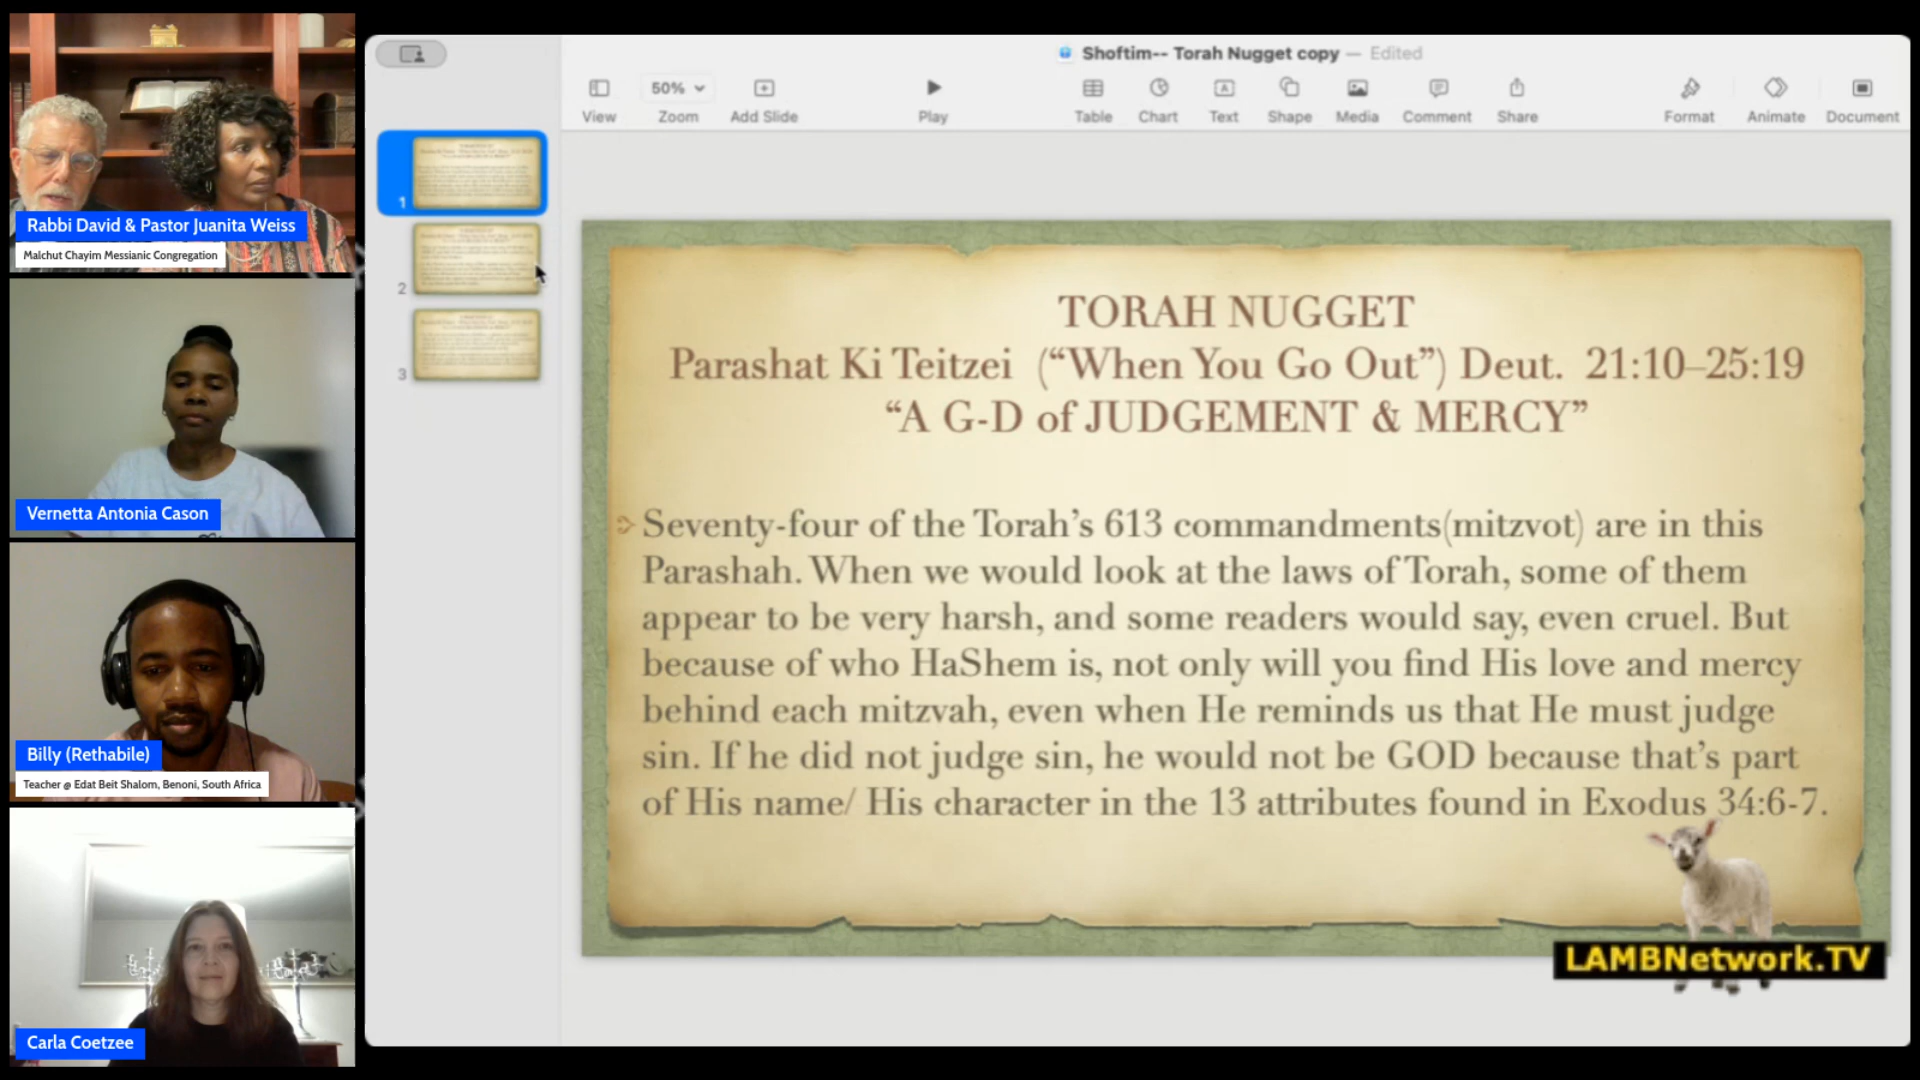 Rabbi David & Pastor Juanita Weiss
Malchut Chayim Messianic Congregation
Vernetta Antonia Cason
Billy (Rethabile)
Teacher @ Edat Beit Shalom, Benoni, South Africa
Carla Coetzee
Shoftim-- Torah Nugget copy — Edited
50%
View
Zoom
Add Slide
Play
Table
Chart
Text
Shape
Media
Comment
Share
Format
Animate
Document
1
2
3
TORAH NUGGET
Parashat Ki Teitzei (“When You Go Out”) Deut. 21:10–25:19
“A G-D of JUDGEMENT & MERCY”
Seventy-four of the Torah’s 613 commandments(mitzvot) are in this
Parashah. When we would look at the laws of Torah, some of them
appear to be very harsh, and some readers would say, even cruel. But
because of who HaShem is, not only will you find His love and mercy
behind each mitzvah, even when He reminds us that He must judge
sin. If he did not judge sin, he would not be GOD because that’s part
of His name/ His character in the 13 attributes found in Exodus 34:6-7.
LAMBNetwork.TV